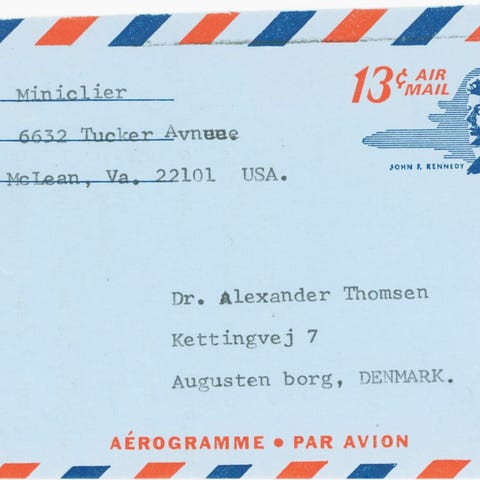 Miniclier
6632 Tucker Avnuue.
McLean, Va. 22101 USA.
13¢ AIR MAIL
JOHN F. KENNEDY
Dr. Alexander Thomsen
Kettingvej 7
Augusten borg, DENMARK.
AÉROGRAMME • PAR AVION